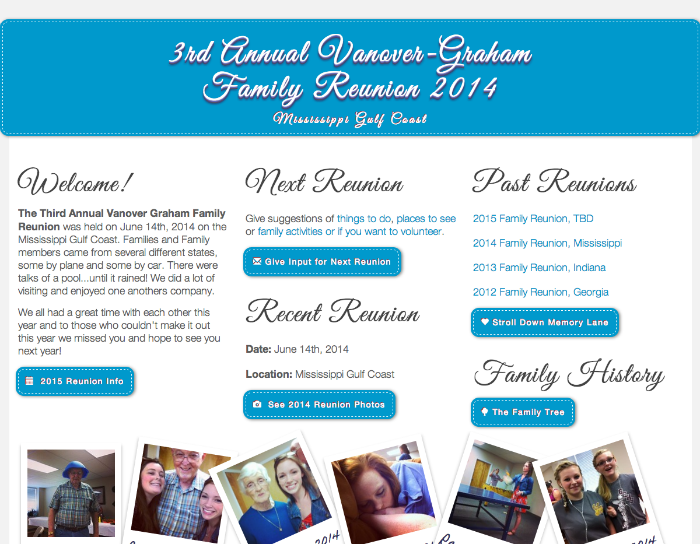 3rd Annual Vanover-Graham
Family Reunion 2014
Mississippi Gulf Coast
Welcome!
The Third Annual Vanover Graham Family
Reunion was held on June 14th, 2014 on the
Mississippi Gulf Coast. Families and Family
members came from several different states,
some by plane and some by car. There were
talks of a pool...until it rained! We did a lot of
visiting and enjoyed one anothers company.
We all had a great time with each other this
year and to those who couldn't make it out
this year we missed you and hope to see you
next year!
2015 Reunion Info
Next Reunion
Give suggestions of things to do, places to see
or family activities or if you want to volunteer.
Give Input for Next Reunion
Recent Reunion
Date: June 14th, 2014
Location: Mississippi Gulf Coast
See 2014 Reunion Photos
Past Reunions
2015 Family Reunion, TBD
2014 Family Reunion, Mississippi
2013 Family Reunion, Indiana
2012 Family Reunion, Georgia
Stroll Down Memory Lane
Family History
The Family Tree
2014
2014